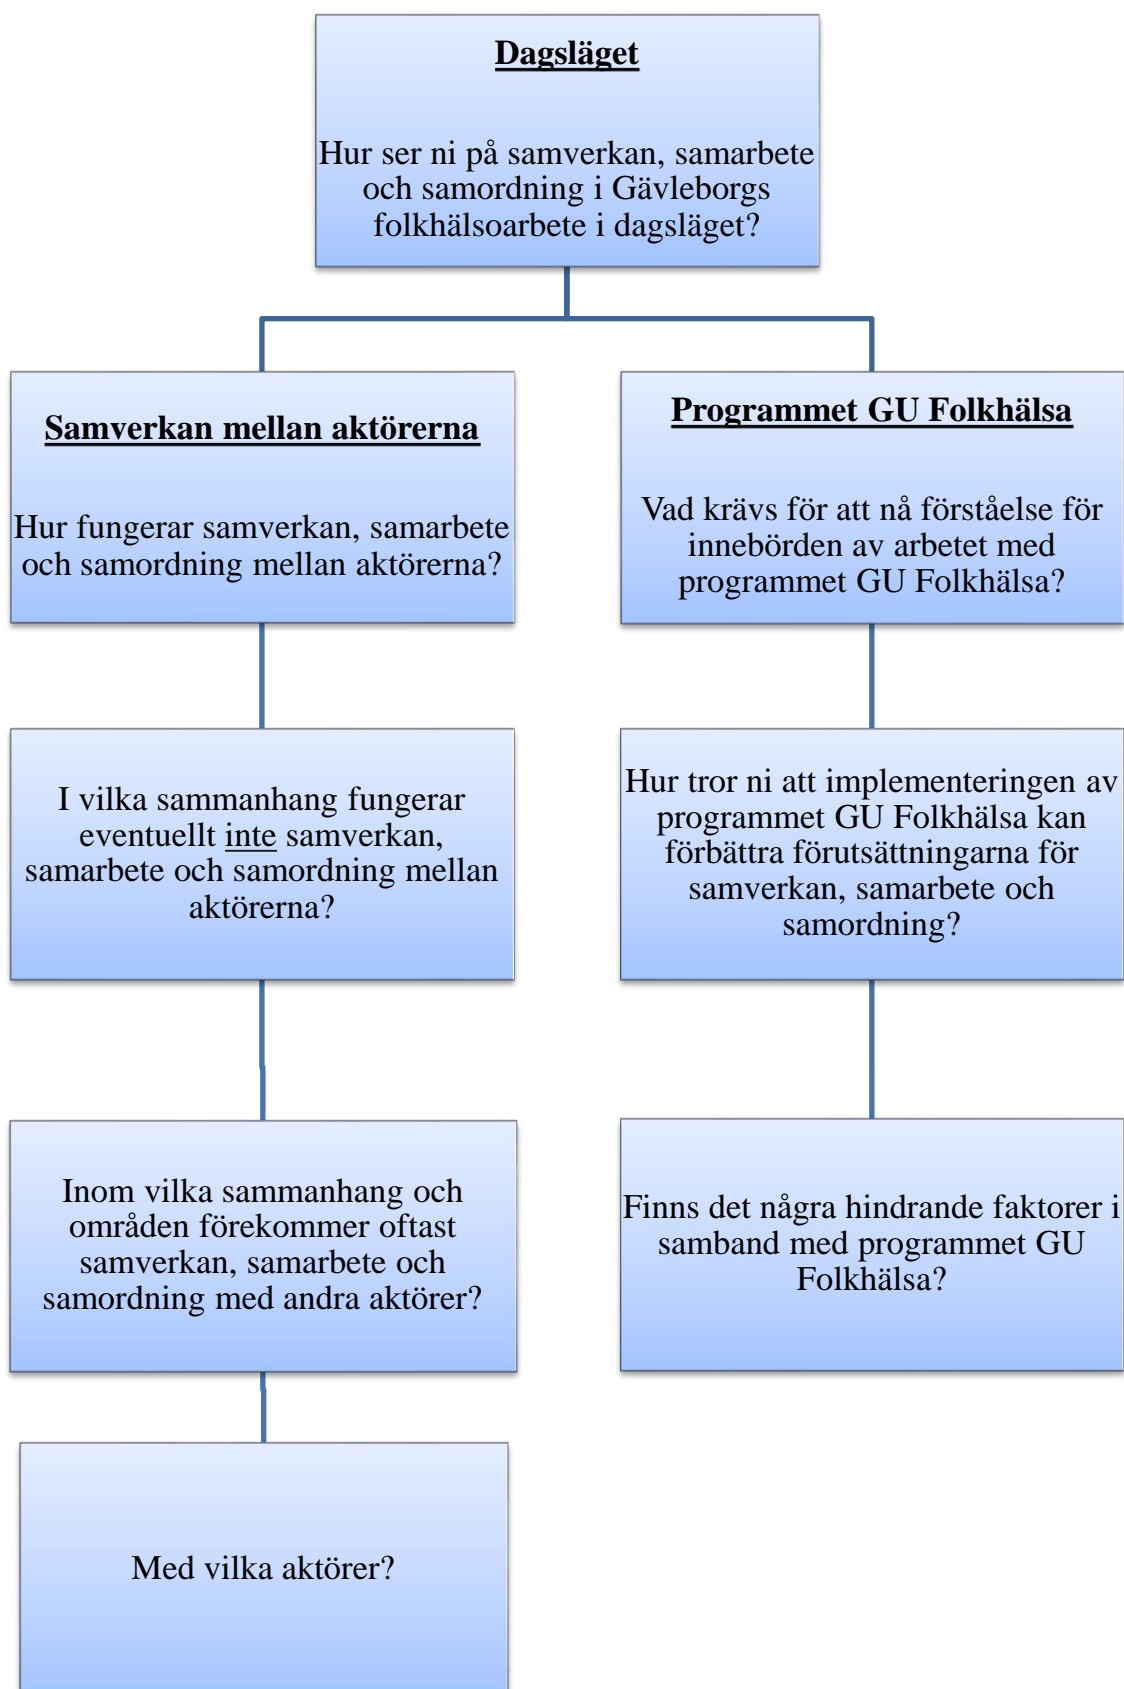 Dagsläget
Hur ser ni på samverkan, samarbete
och samordning i Gävleborgs
folkhälsoarbete i dagsläget?
Samverkan mellan aktörerna
Hur fungerar samverkan, samarbete
och samordning mellan aktörerna?
I vilka sammanhang fungerar
eventuellt inte samverkan,
samarbete och samordning mellan
aktörerna?
Inom vilka sammanhang och
områden förekommer oftast
samverkan, samarbete och
samordning med andra aktörer?
Med vilka aktörer?
Programmet GU Folkhälsa
Vad krävs för att nå förståelse för
innebörden av arbetet med
programmet GU Folkhälsa?
Hur tror ni att implementeringen av
programmet GU Folkhälsa kan
förbättra förutsättningarna för
samverkan, samarbete och
samordning?
Finns det några hindrande faktorer i
samband med programmet GU
Folkhälsa?